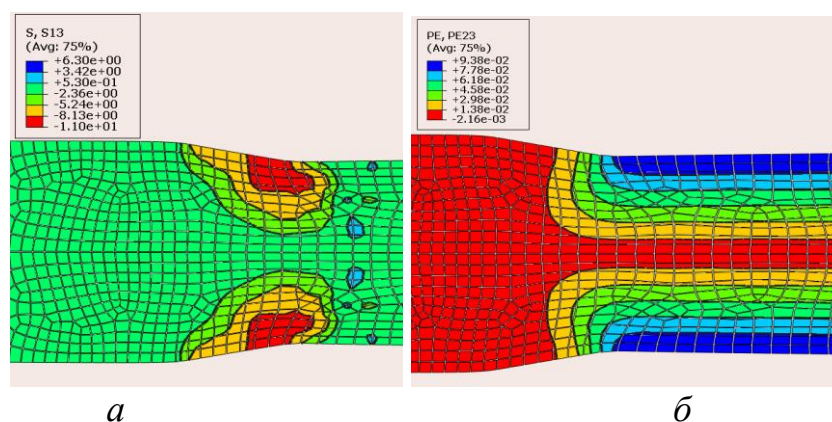 S, S13
(Avg: 75%)
+6.30e+00
+3.42e+00
+5.30e-01
-2.36e+00
-5.24e+00
-8.13e+00
-1.10e+01
PE, PE23
(Avg: 75%)
+9.38e-02
+7.78e-02
+6.18e-02
+4.58e-02
+2.98e-02
+1.38e-02
-2.16e-03
а
б